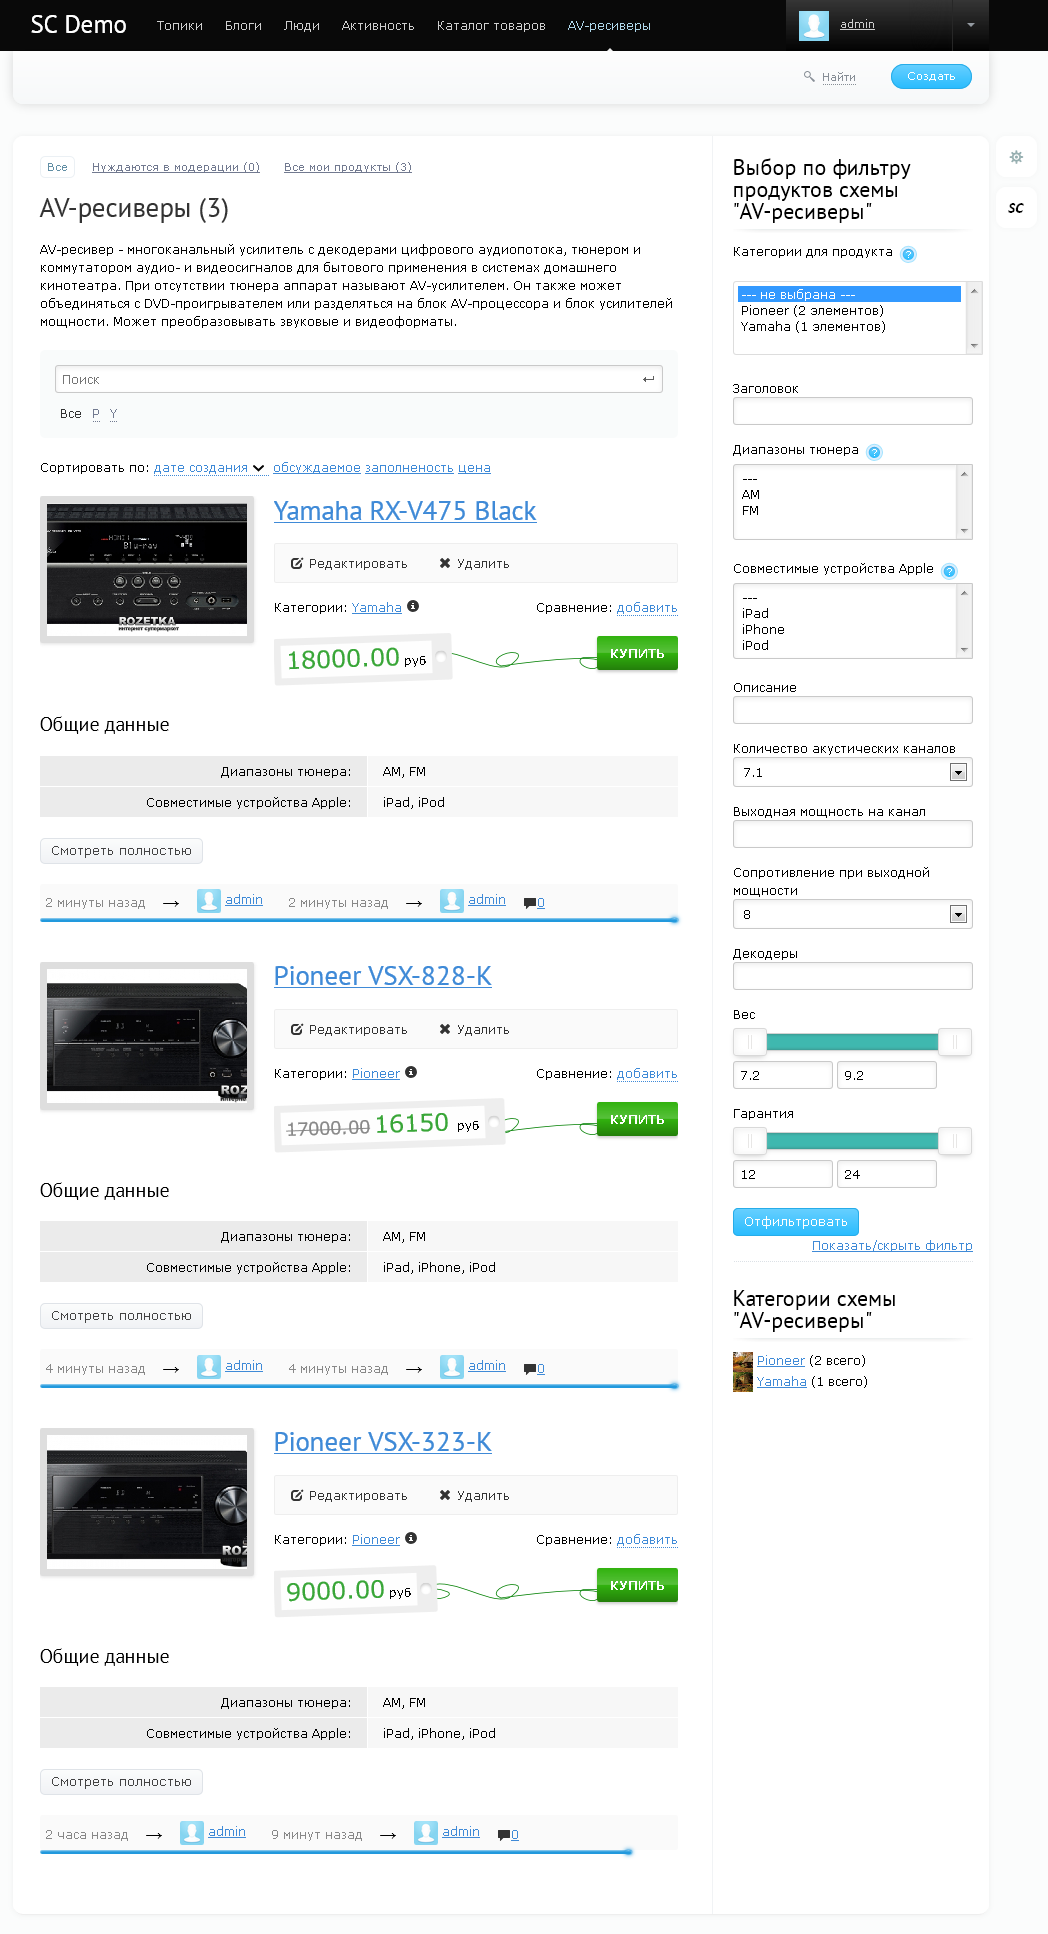 SC Demo
Топики Блоги Люди Активность Каталог товаров AV-ресиверы
admin
Найти
Создать
Все Нуждаются в модерации (0) Все мои продукты (3)
AV-ресиверы (3)
AV-ресивер - многоканальный усилитель с декодерами цифрового аудиопотока, тюнером и
коммутатором аудио- и видеосигналов для бытового применения в системах домашнего
кинотеатра. При отсутствии тюнера аппарат называют AV-усилителем. Он также может
объединяться с DVD-проигрывателем или разделяться на блок AV-процессора и блок усилителей
мощности. Может преобразовывать звуковые и видеоформаты.
Поиск
Все P Y
Сортировать по: дате создания обсуждаемое заполненость цена
Yamaha RX-V475 Black
Редактировать Удалить
Категории: Yamaha Сравнение: добавить
18000.00 руб КУПИТЬ
Blu-ray
ROZETKA
интернет супермаркет
Общие данные
Диапазоны тюнера: AM, FM
Совместимые устройства Apple: iPad, iPod
Смотреть полностью
2 минуты назад → admin 2 минуты назад → admin 0
Pioneer VSX-828-K
Редактировать Удалить
Категории: Pioneer Сравнение: добавить
17000.00 16150 руб КУПИТЬ
ROZ
Общие данные
Диапазоны тюнера: AM, FM
Совместимые устройства Apple: iPad, iPhone, iPod
Смотреть полностью
4 минуты назад → admin 4 минуты назад → admin 0
Pioneer VSX-323-K
Редактировать Удалить
Категории: Pioneer Сравнение: добавить
9000.00 руб КУПИТЬ
ROZ
Общие данные
Диапазоны тюнера: AM, FM
Совместимые устройства Apple: iPad, iPhone, iPod
Смотреть полностью
2 часа назад → admin 9 минут назад → admin 0
Выбор по фильтру
продуктов схемы
"AV-ресиверы"
Категории для продукта ?
--- не выбрана ---
Pioneer (2 элементов)
Yamaha (1 элементов)
Заголовок
Диапазоны тюнера ?
---
AM
FM
Совместимые устройства Apple ?
---
iPad
iPhone
iPod
Описание
Количество акустических каналов
7.1
Выходная мощность на канал
Сопротивление при выходной
мощности
8
Декодеры
Вес
7.2 9.2
Гарантия
12 24
Отфильтровать
Показать/скрыть фильтр
Категории схемы
"AV-ресиверы"
Pioneer (2 всего)
Yamaha (1 всего)
SC